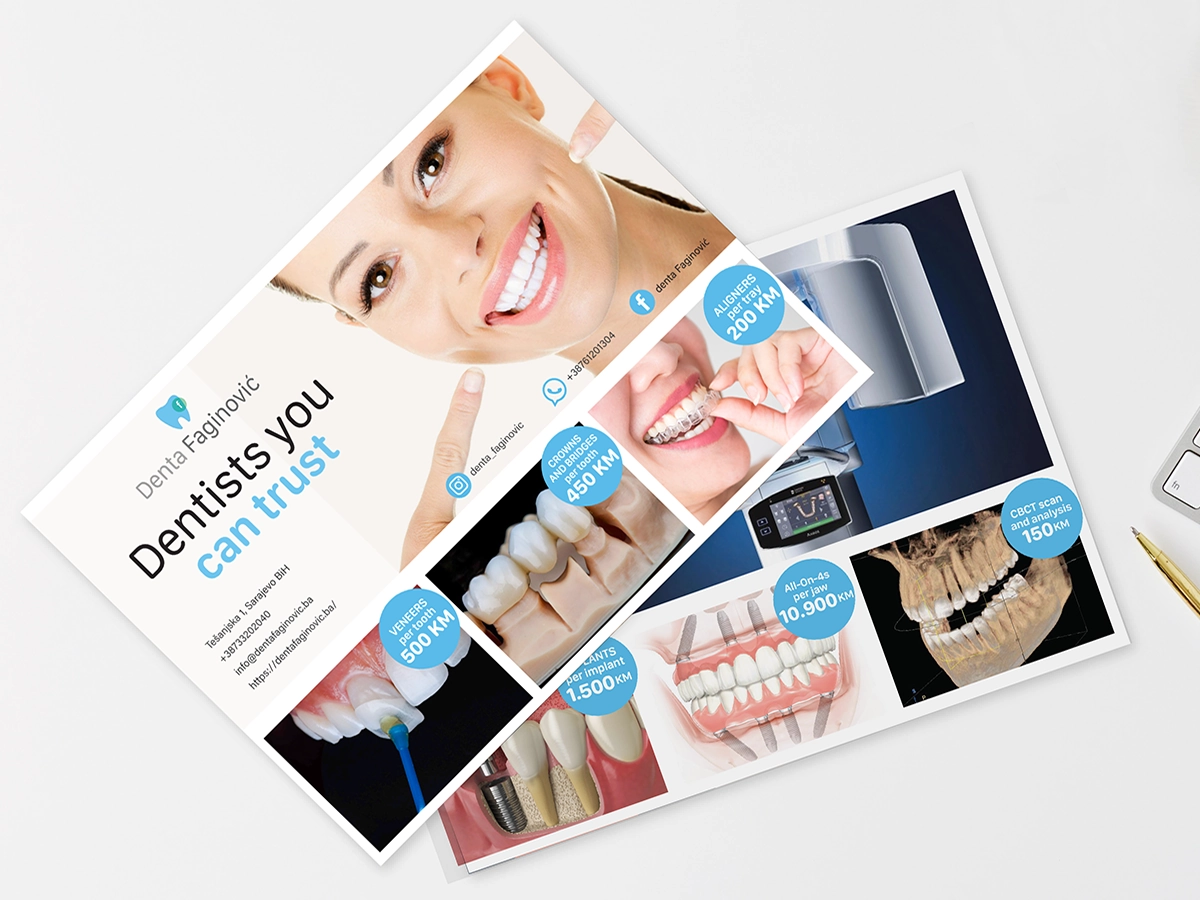 Denta Faginović
Dentists you
can trust
Tešanjska 1, Sarajevo BiH
+38733202040
info@dentafaginovic.ba
https://dentafaginovic.ba/
denta_faginovic
+38761201304
denta Faginović
VENEERS
per tooth
500 KM
CROWNS
AND BRIDGES
per tooth
450 KM
ALIGNERS
per tray
200 KM
LANTS
per implant
1.500 KM
All-On-4s
per jaw
10.900 KM
CBCT scan
and analysis
150 KM
fn